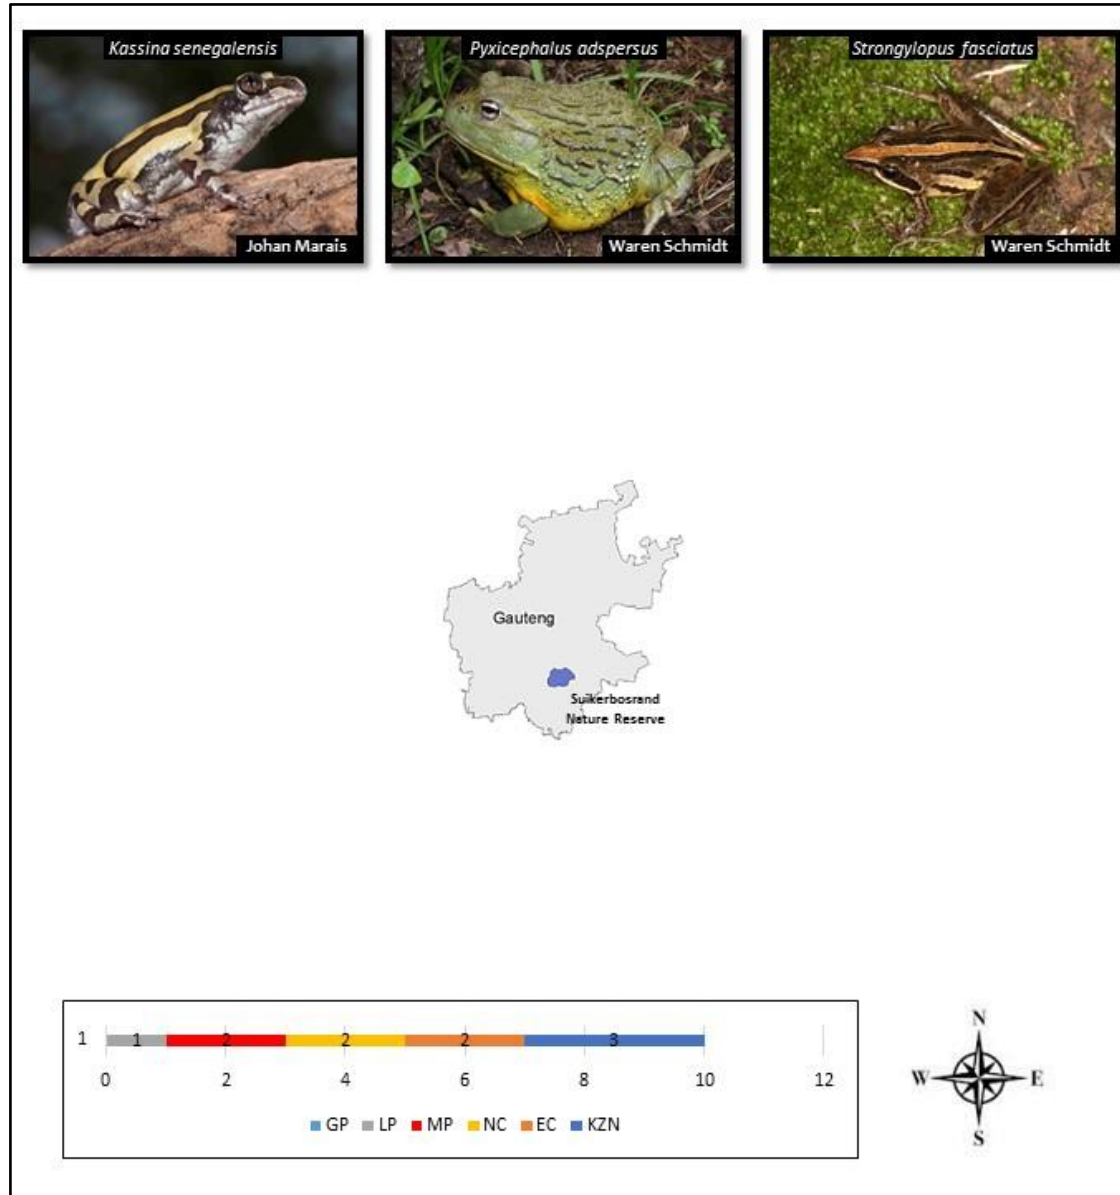 Kassina senegalensis
Johan Marais
Pyxicephalus adspersus
Waren Schmidt
Strongylopus fasciatus
Waren Schmidt
Gauteng
Suikerbosrand
Nature Reserve
1 1 2 2 2 3
0 2 4 6 8 10 12
GP LP MP NC EC KZN
N
W E
S